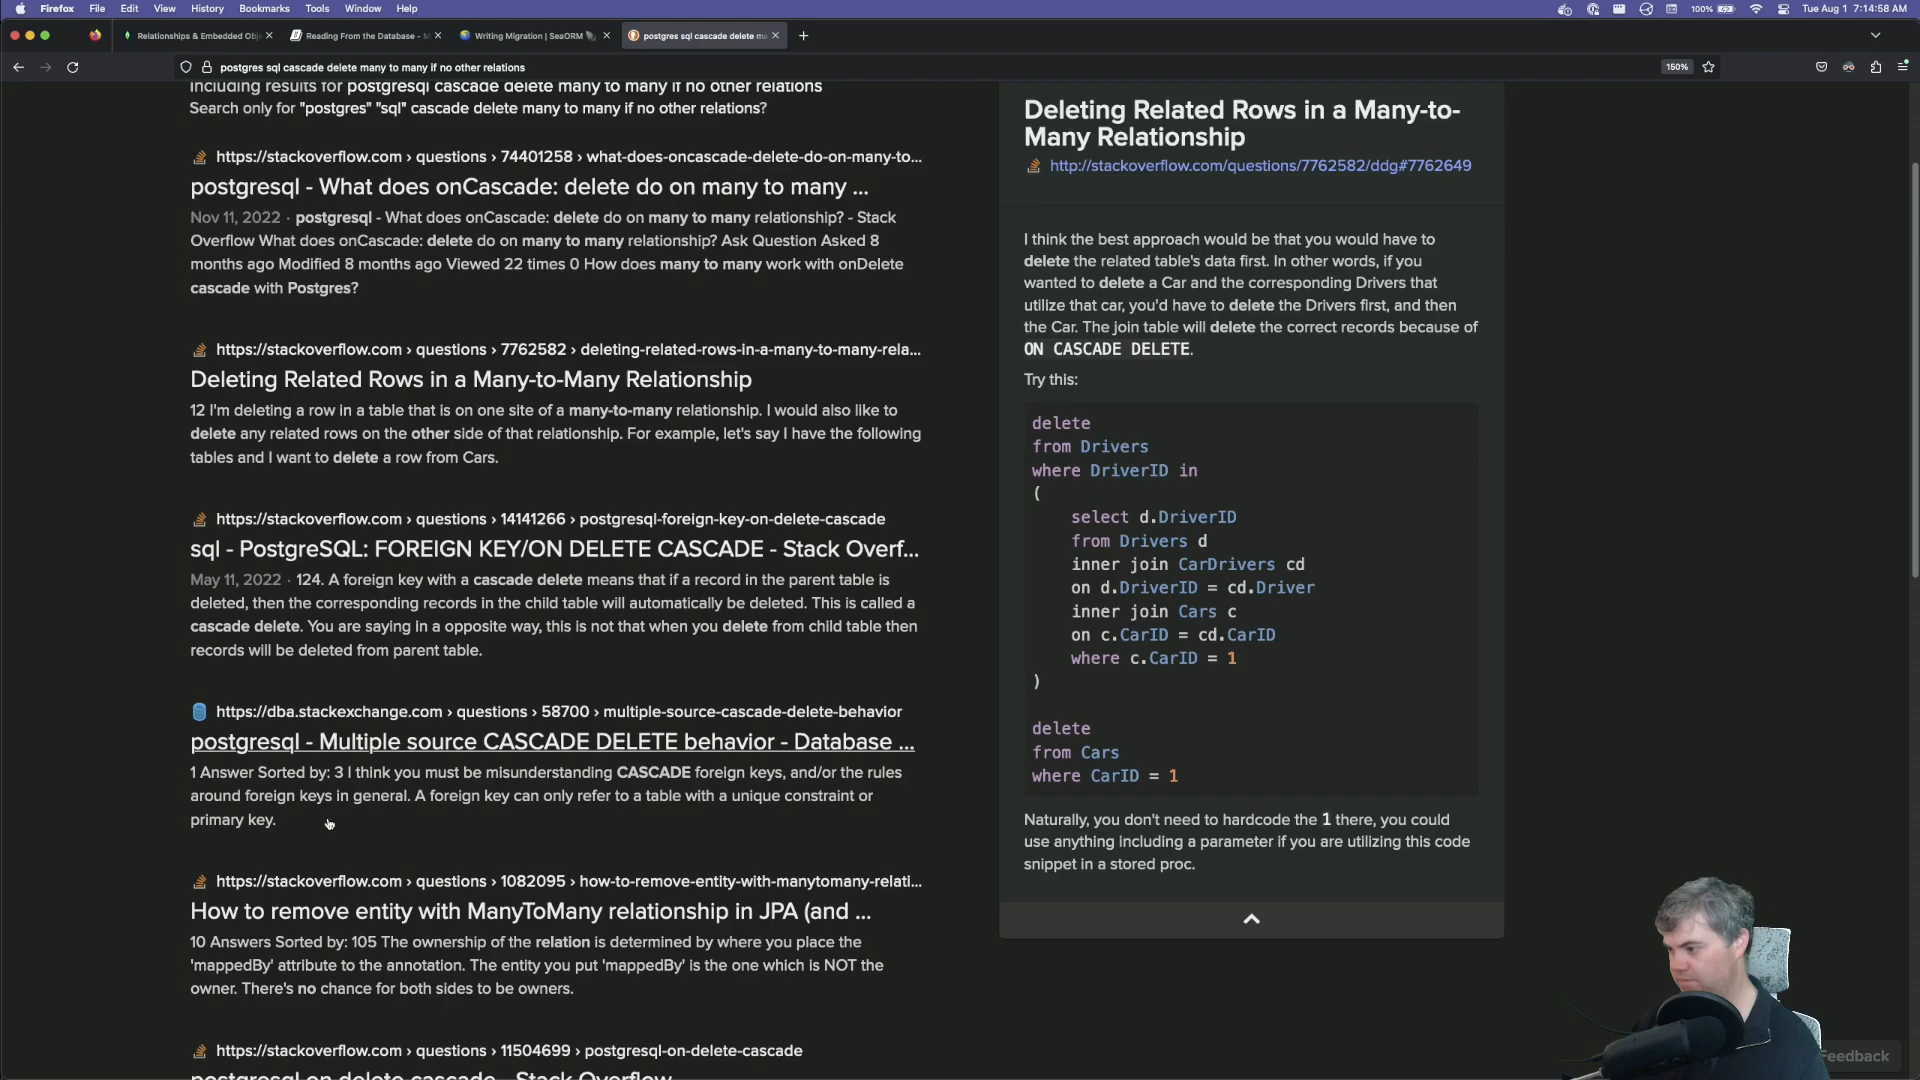 Firefox File Edit View History Bookmarks Tools Window Help
100% Tue Aug 1 7:14:58 AM
Relationships & Embedded Obj
Reading From the Database - M
Writing Migration | SeaORM
postgres sql cascade delete ma
postgres sql cascade delete many to many if no other relations
150%
Including results for postgresql cascade delete many to many if no other relations
Search only for "postgres" "sql" cascade delete many to many if no other relations?
https://stackoverflow.com › questions › 74401258 › what-does-oncascade-delete-do-on-many-to...
postgresql - What does onCascade: delete do on many to many ...
Nov 11, 2022 · postgresql - What does onCascade: delete do on many to many relationship? - Stack
Overflow What does onCascade: delete do on many to many relationship? Ask Question Asked 8
months ago Modified 8 months ago Viewed 22 times 0 How does many to many work with onDelete
cascade with Postgres?
https://stackoverflow.com › questions › 7762582 › deleting-related-rows-in-a-many-to-many-rela...
Deleting Related Rows in a Many-to-Many Relationship
12 I'm deleting a row in a table that is on one site of a many-to-many relationship. I would also like to
delete any related rows on the other side of that relationship. For example, let's say I have the following
tables and I want to delete a row from Cars.
https://stackoverflow.com › questions › 14141266 › postgresql-foreign-key-on-delete-cascade
sql - PostgreSQL: FOREIGN KEY/ON DELETE CASCADE - Stack Overf...
May 11, 2022 · 124. A foreign key with a cascade delete means that if a record in the parent table is
deleted, then the corresponding records in the child table will automatically be deleted. This is called a
cascade delete. You are saying in a opposite way, this is not that when you delete from child table then
records will be deleted from parent table.
https://dba.stackexchange.com › questions › 58700 › multiple-source-cascade-delete-behavior
postgresql - Multiple source CASCADE DELETE behavior - Database ...
1 Answer Sorted by: 3 I think you must be misunderstanding CASCADE foreign keys, and/or the rules
around foreign keys in general. A foreign key can only refer to a table with a unique constraint or
primary key.
https://stackoverflow.com › questions › 1082095 › how-to-remove-entity-with-manytomany-relati...
How to remove entity with ManyToMany relationship in JPA (and ...
10 Answers Sorted by: 105 The ownership of the relation is determined by where you place the
'mappedBy' attribute to the annotation. The entity you put 'mappedBy' is the one which is NOT the
owner. There's no chance for both sides to be owners.
https://stackoverflow.com › questions › 11504699 › postgresql-on-delete-cascade
postgresql on delete cascade - Stack Overflow
Deleting Related Rows in a Many-to-
Many Relationship
http://stackoverflow.com/questions/7762582/ddg#7762649
I think the best approach would be that you would have to
delete the related table's data first. In other words, if you
wanted to delete a Car and the corresponding Drivers that
utilize that car, you'd have to delete the Drivers first, and then
the Car. The join table will delete the correct records because of
ON CASCADE DELETE.
Try this:
delete
from Drivers
where DriverID in
(
select d.DriverID
from Drivers d
inner join CarDrivers cd
on d.DriverID = cd.Driver
inner join Cars c
on c.CarID = cd.CarID
where c.CarID = 1
)
delete
from Cars
where CarID = 1
Naturally, you don't need to hardcode the 1 there, you could
use anything including a parameter if you are utilizing this code
snippet in a stored proc.
Feedback